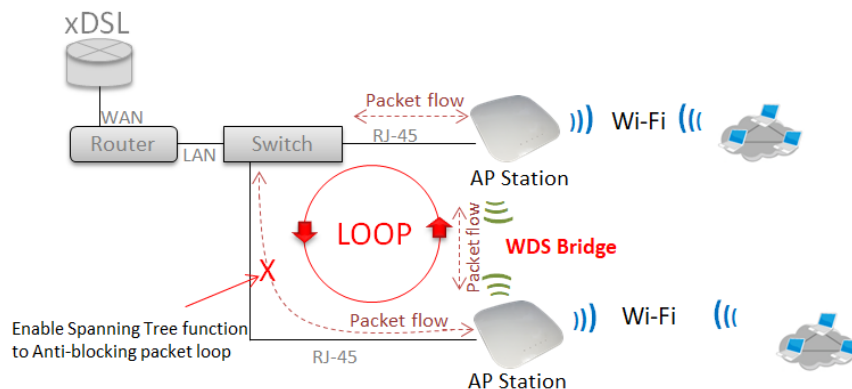 xDSL
WAN
Router
LAN
Switch
Packet flow
RJ-45
AP Station
Wi-Fi
LOOP
Packet flow
WDS Bridge
X
Enable Spanning Tree function
to Anti-blocking packet loop
Packet flow
RJ-45
AP Station
Wi-Fi